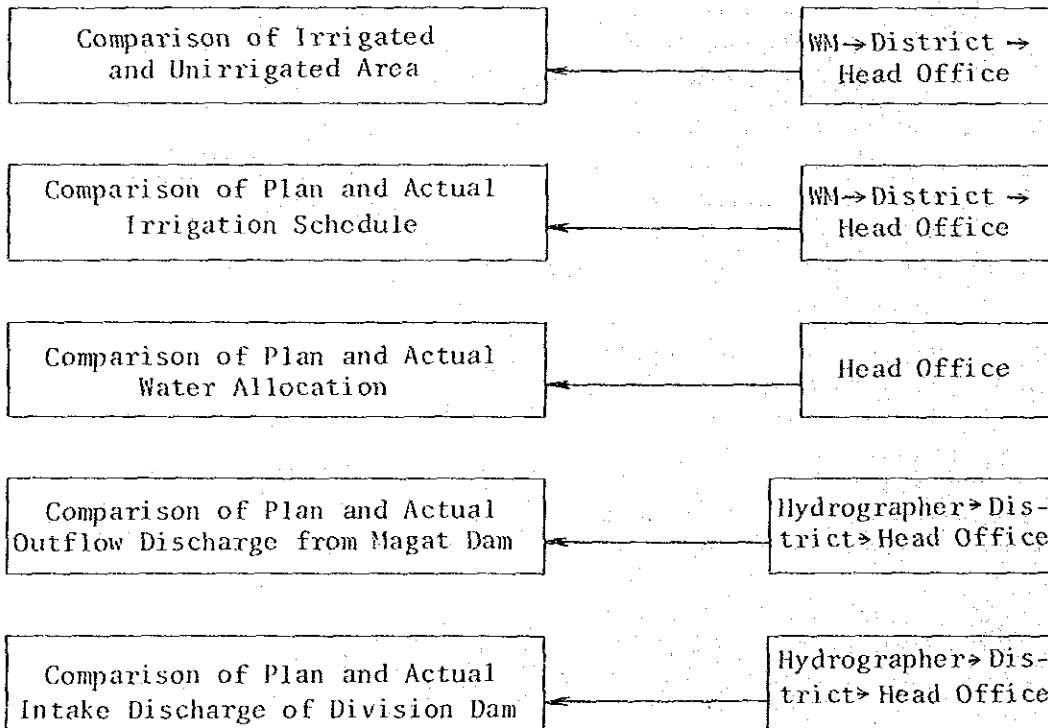 Comparison of Irrigated
and Unirrigated Area
WM→District →
Head Office
Comparison of Plan and Actual
Irrigation Schedule
WM→District →
Head Office
Comparison of Plan and Actual
Water Allocation
Head Office
Comparison of Plan and Actual
Outflow Discharge from Magat Dam
Hydrographer→Dis-
trict→Head Office
Comparison of Plan and Actual
Intake Discharge of Division Dam
Hydrographer→Dis-
trict→Head Office